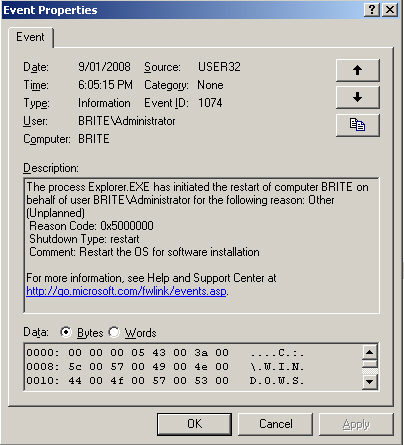 Event Properties
Event
Date: 9/01/2008 Source: USER32
Time: 6:05:15 PM Category: None
Type: Information Event ID: 1074
User: BRITE\Administrator
Computer: BRITE
Description:
The process Explorer.EXE has initiated the restart of computer BRITE on
behalf of user BRITE\Administrator for the following reason: Other
(Unplanned)
Reason Code: 0x5000000
Shutdown Type: restart
Comment: Restart the OS for software installation
For more information, see Help and Support Center at
http://go.microsoft.com/fwlink/events.asp.
Data: Bytes Words
0000: 00 00 00 05 43 00 3a 00 ....C.:.
0008: 5c 00 57 00 49 00 4e 00 \.W.I.N.
0010: 44 00 4f 00 57 00 53 00 D.O.W.S.
OK Cancel Apply